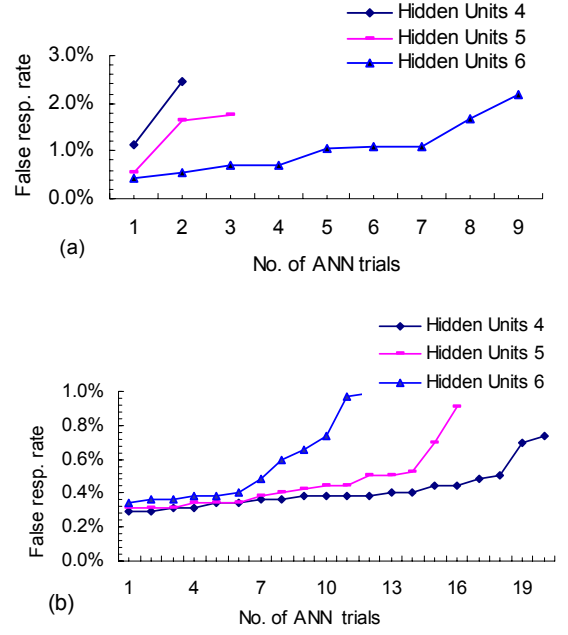 Hidden Units 4
Hidden Units 5
Hidden Units 6
3.0%
2.0%
1.0%
0.0%
False resp. rate
1 2 3 4 5 6 7 8 9
No. of ANN trials
(a)
Hidden Units 4
Hidden Units 5
Hidden Units 6
1.0%
0.8%
0.6%
0.4%
0.2%
0.0%
False resp. rate
1 4 7 10 13 16 19
No. of ANN trials
(b)